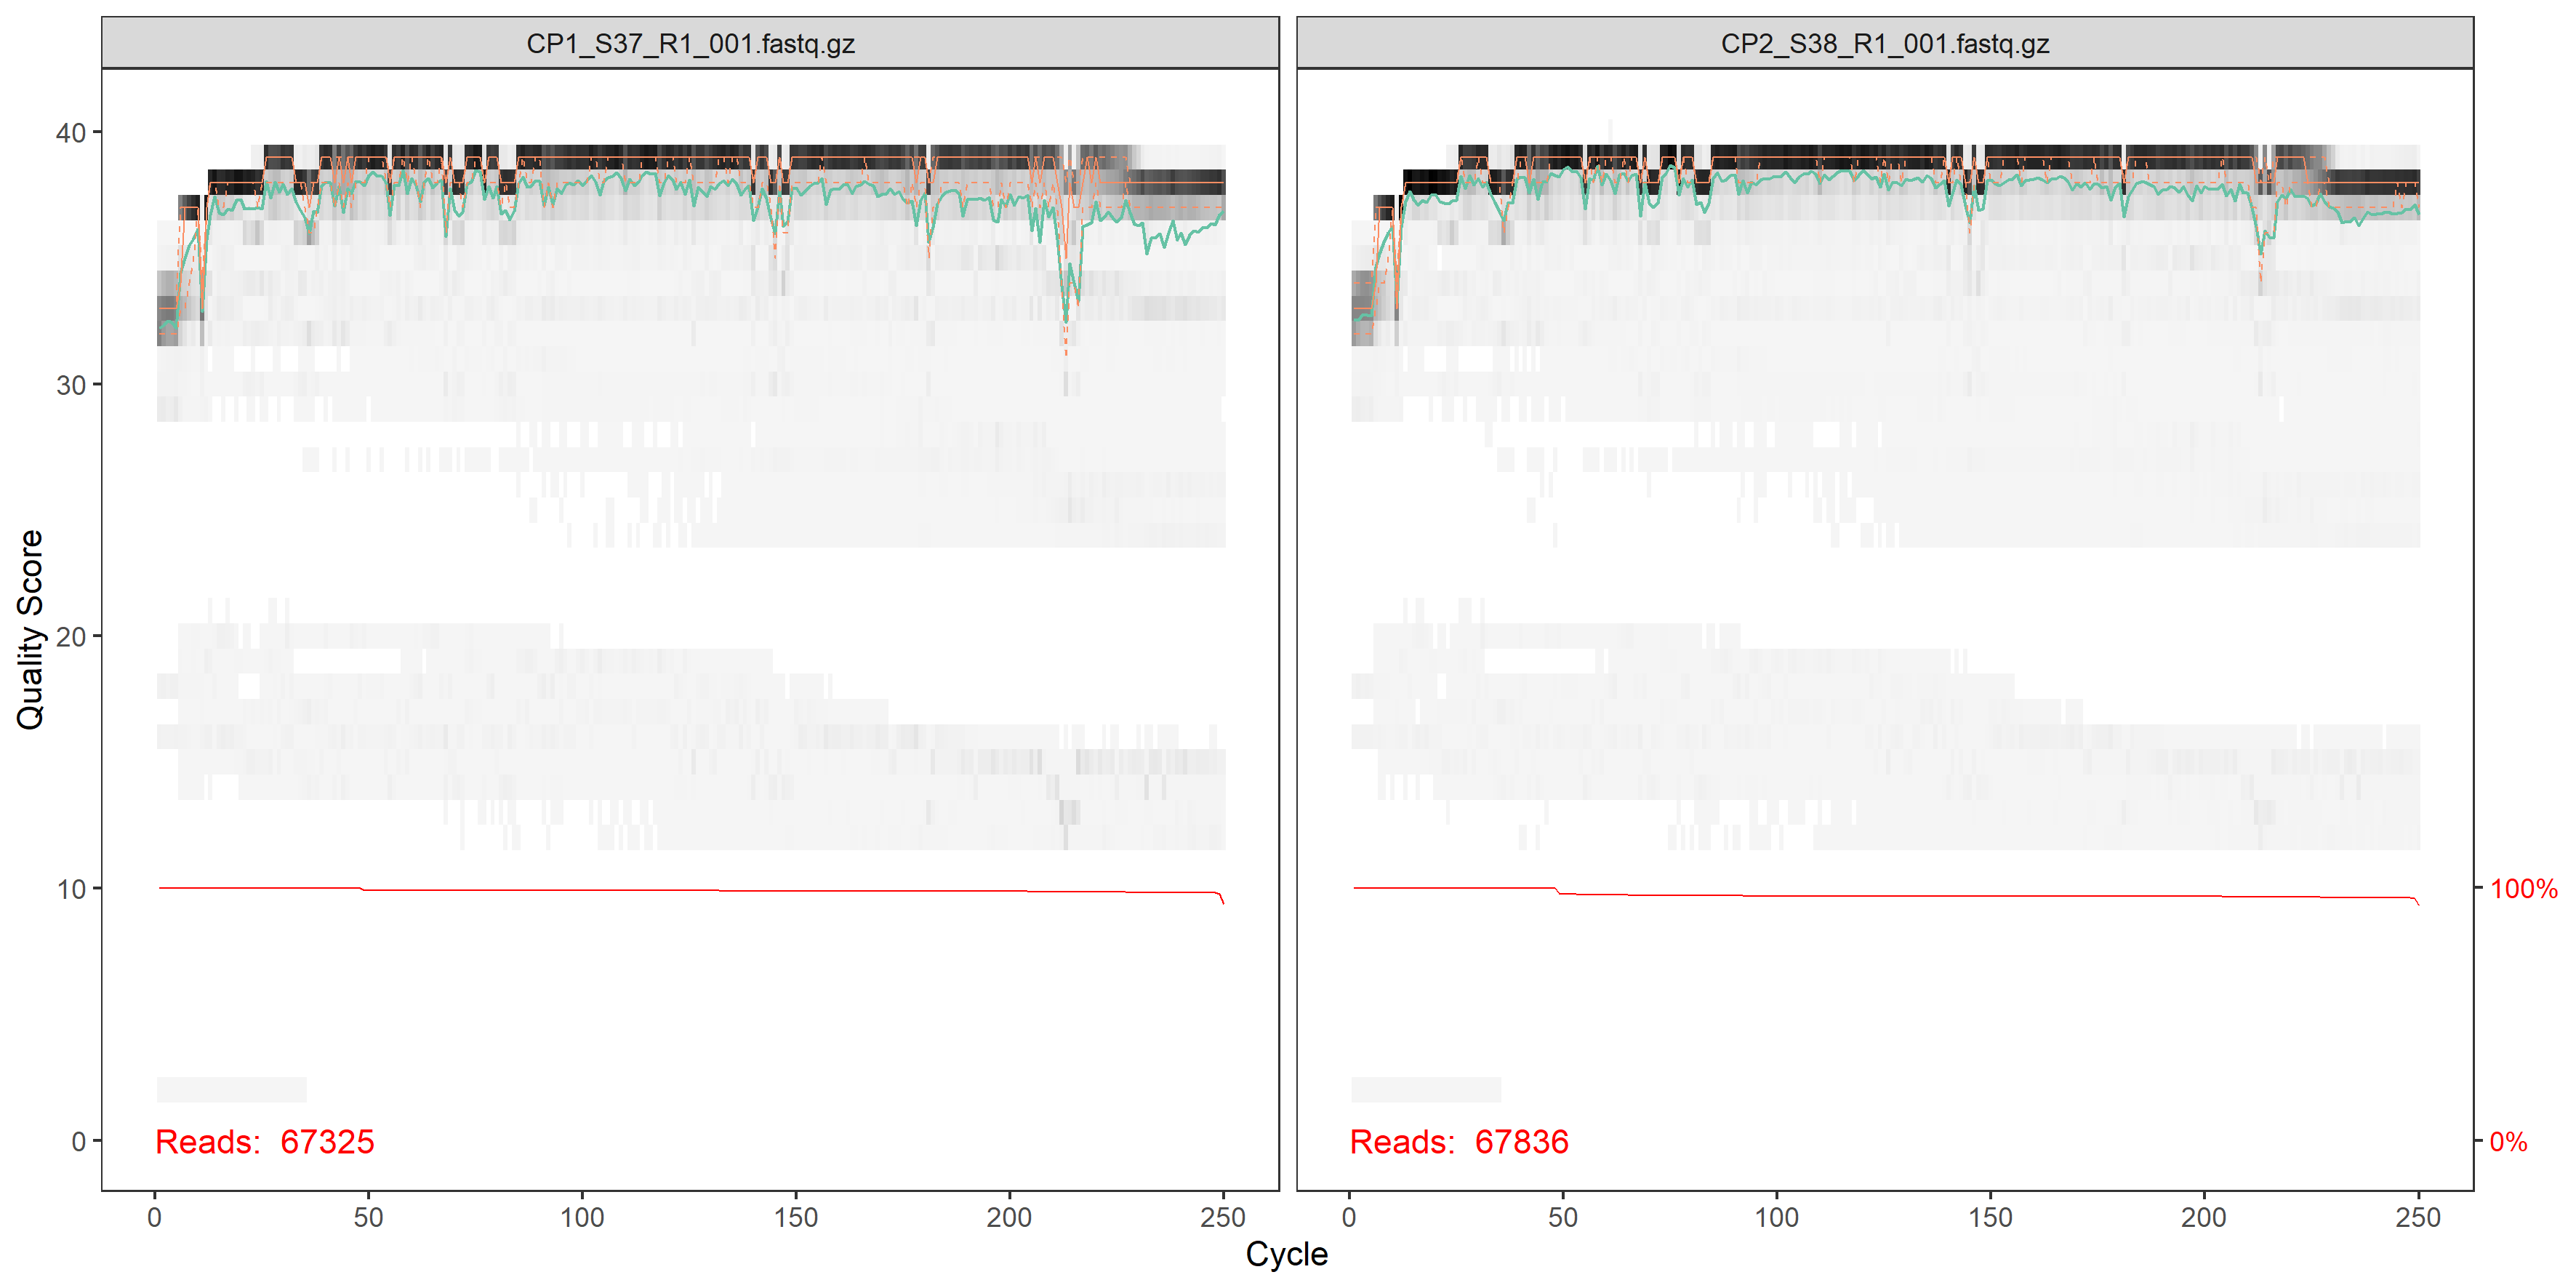 CP1_S37_R1_001.fastq.gz
CP2_S38_R1_001.fastq.gz
Quality Score
40
30
20
10
0
Reads: 67325
Reads: 67836
100%
0%
0 50 100 150 200 250
0 50 100 150 200 250
Cycle